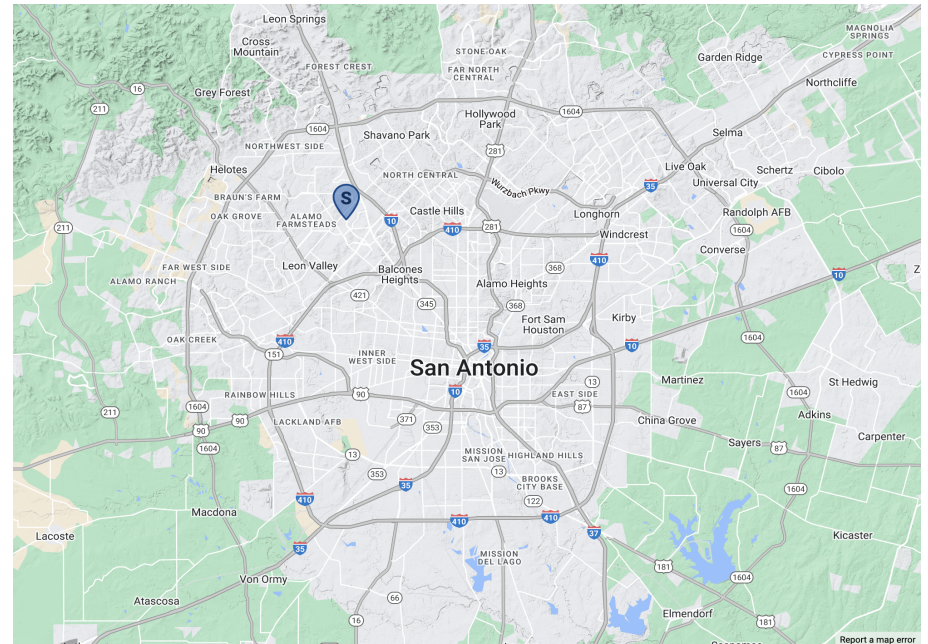 Leon Springs
MAGNOLIA
SPRINGS
Cross
Mountain
STONE OAK
CYPRESS POINT
Garden Ridge
FOREST CREST
FAR NORTH
CENTRAL
Northcliffe
16
Grey Forest
211
Hollywood
Park
1604
1604
Shavano Park
Selma
NORTHWEST SIDE
281
Helotes
Live Oak
Schertz
Cibolo
NORTH CENTRAL
Wurzbach Pkwy
35
Universal City
BRAUN'S FARM
S
OAK GROVE
ALAMO
FARMSTEADS
10
Castle Hills
Longhorn
Randolph AFB
211
410
281
Windcrest
1604
Converse
Leon Valley
FAR WEST SIDE
Balcones
Heights
368
410
10
Z
ALAMO RANCH
Alamo Heights
421
345
368
Fort Sam
Houston
Kirby
OAK CREEK
410
1604
151
INNER
WEST SIDE
35
10
San Antonio
Martinez
St Hedwig
RAINBOW HILLS
90
10
13
EAST SIDE
87
211
1604
90
90
LACKLAND AFB
371
353
China Grove
Adkins
1604
Sayers
87
Carpenter
13
MISSION
SAN JOSE
HIGHLAND HILLS
353
13
35
BROOKS
CITY BASE
1604
410
122
Macdona
410
410
Lacoste
35
37
Kicaster
MISSION
DEL LAGO
181
Von Ormy
1604
Atascosa
66
Elmendorf
16
181
Report a map error